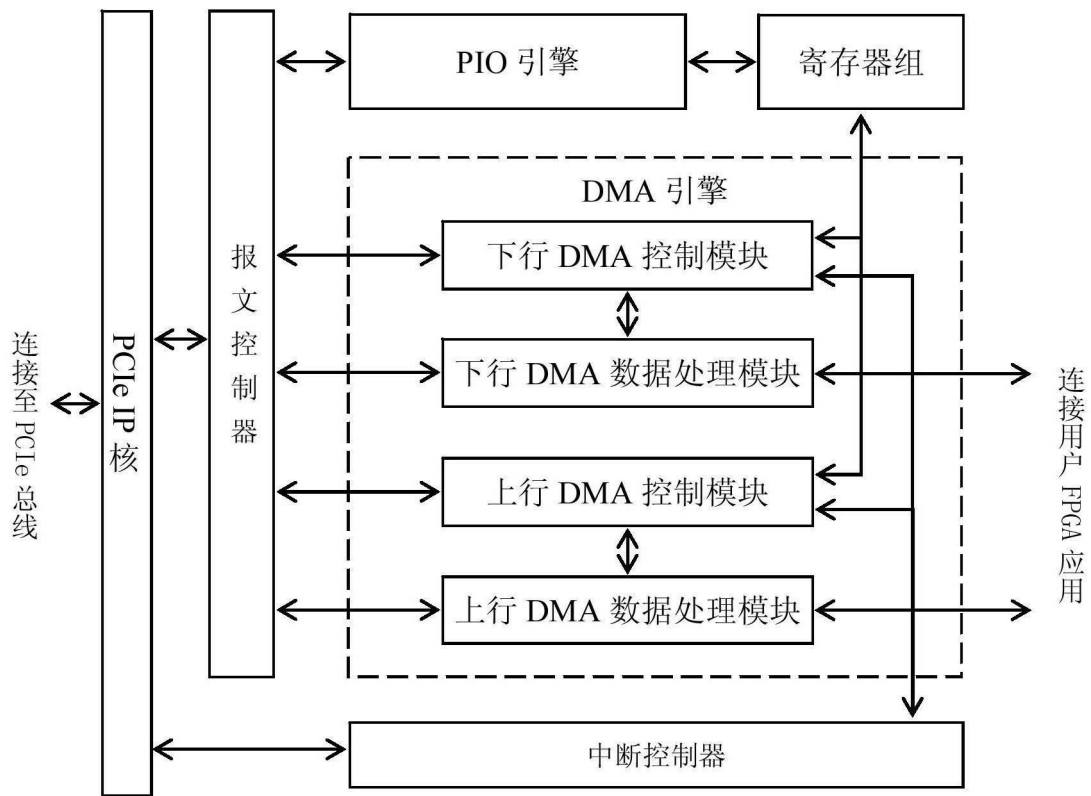 PIO 引擎
寄存器组
DMA 引擎
下行 DMA 控制模块
下行 DMA 数据处理模块
上行 DMA 控制模块
上行 DMA 数据处理模块
中断控制器
报文控制器
PCIe IP 核
连接至 PCIe 总线
连接用户 FPGA 应用